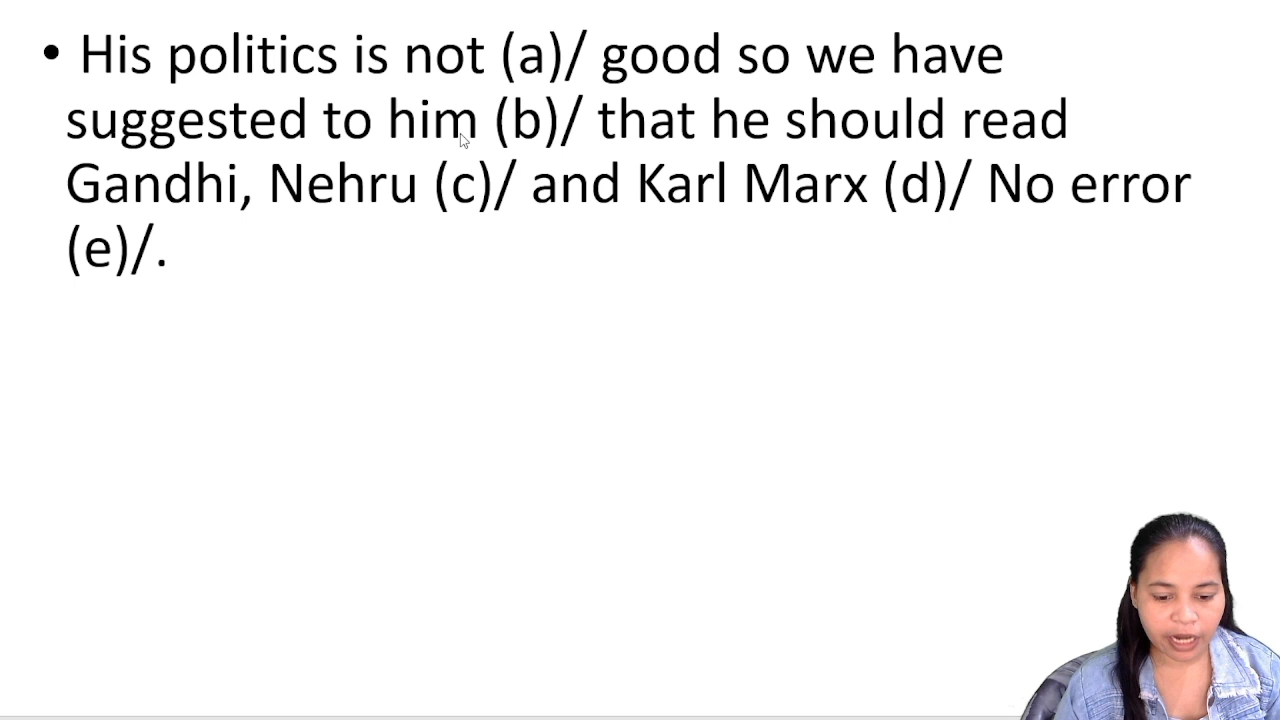 • His politics is not (a)/ good so we have
suggested to him (b)/ that he should read
Gandhi, Nehru (c)/ and Karl Marx (d)/ No error
(e)/.